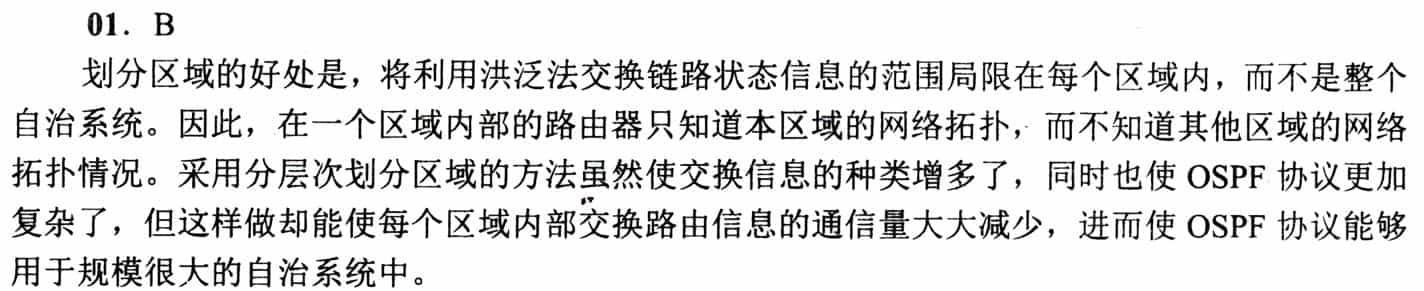 01. B
划分区域的好处是，将利用洪泛法交换链路状态信息的范围局限在每个区域内，而不是整个
自治系统。因此，在一个区域内部的路由器只知道本区域的网络拓扑，而不知道其他区域的网络
拓扑情况。采用分层次划分区域的方法虽然使交换信息的种类增多了，同时也使 OSPF 协议更加
复杂了，但这样做却能使每个区域内部交换路由信息的通信量大大减少，进而使 OSPF 协议能够
用于规模很大的自治系统中。